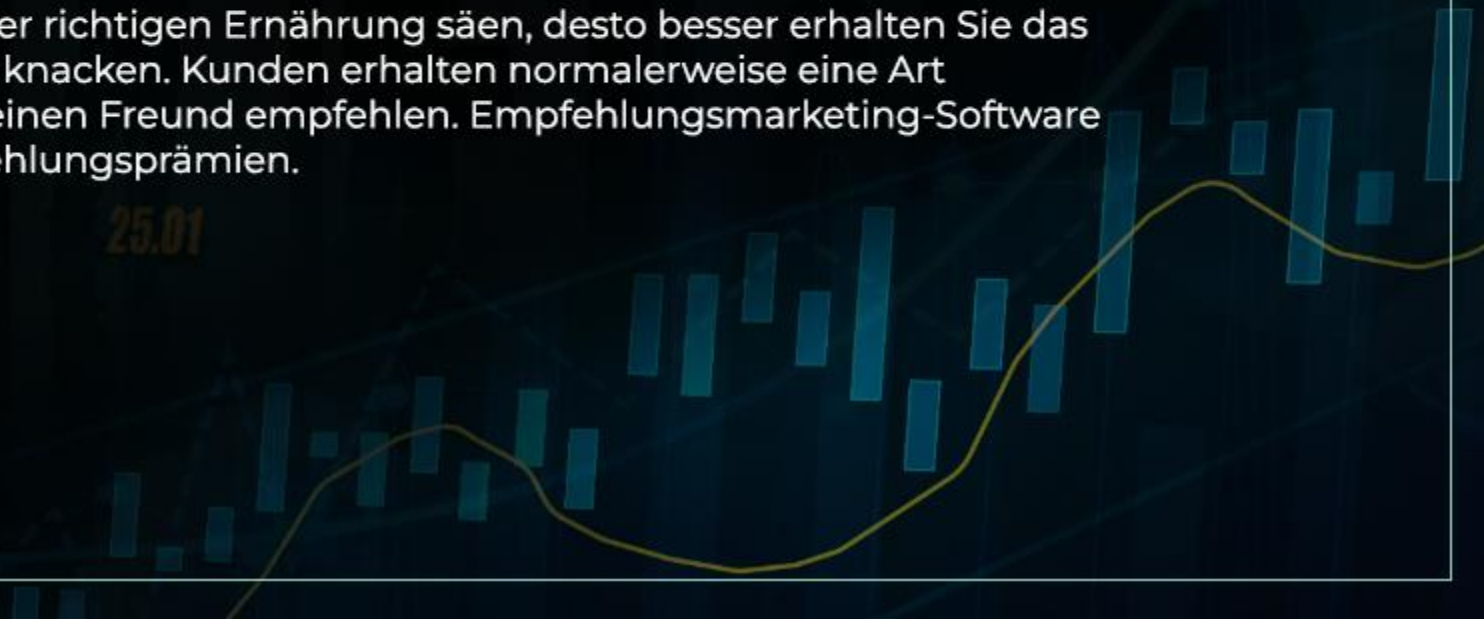 er richtigen Ernährung säen, desto besser erhalten Sie das
knacken. Kunden erhalten normalerweise eine Art
einen Freund empfehlen. Empfehlungsmarketing-Software
ehlungsprämien.
25.01